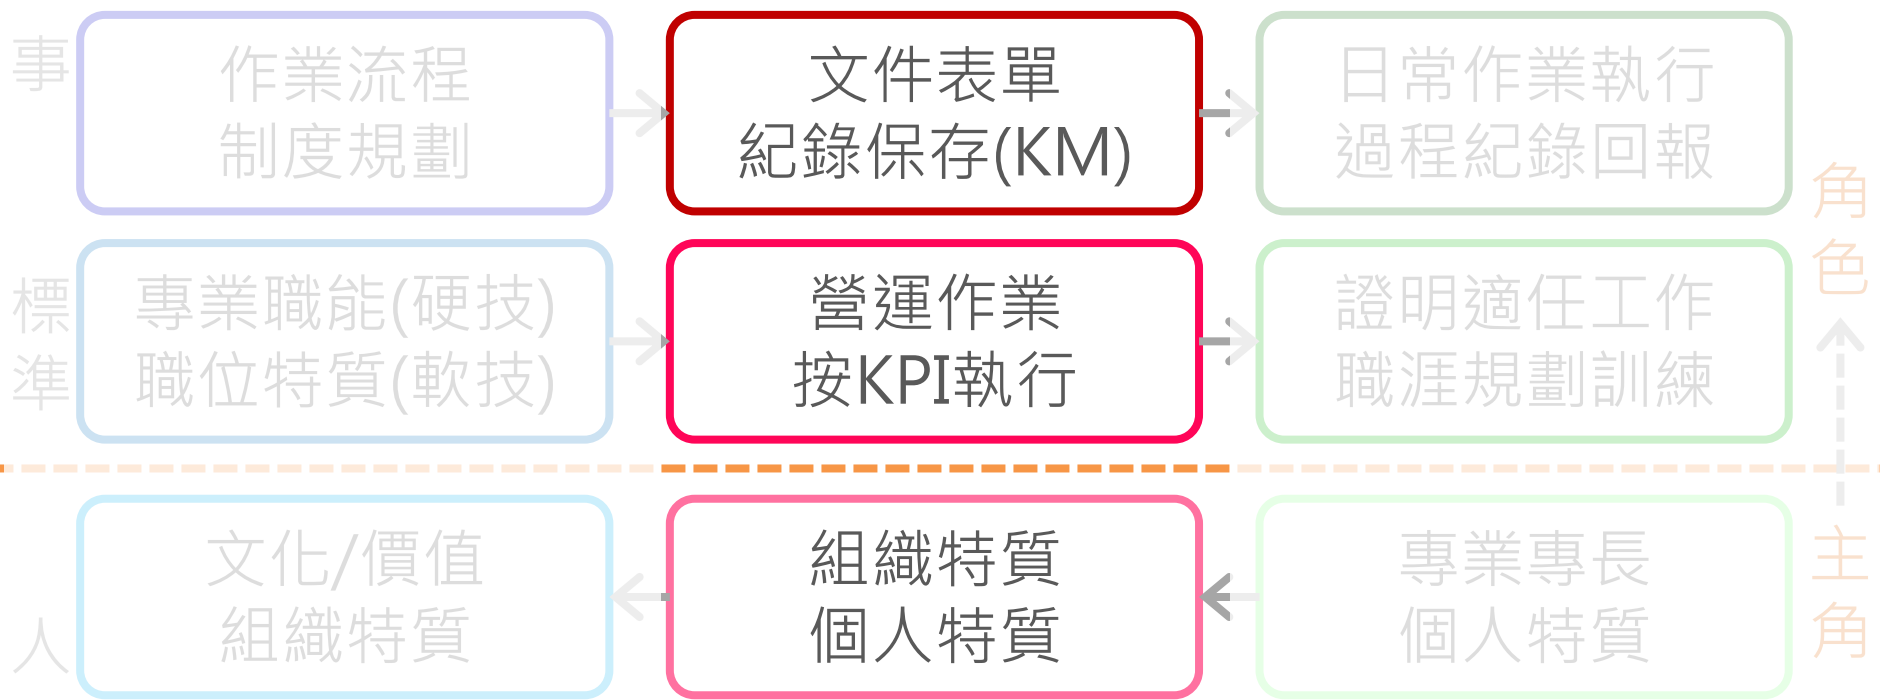 事
作業流程
制度規劃
文件表單
紀錄保存(KM)
日常作業執行
過程紀錄回報
角色
標準
專業職能(硬技)
職位特質(軟技)
營運作業
按KPI執行
證明適任工作
職涯規劃訓練
人
文化/價值
組織特質
組織特質
個人特質
專業專長
個人特質
主角